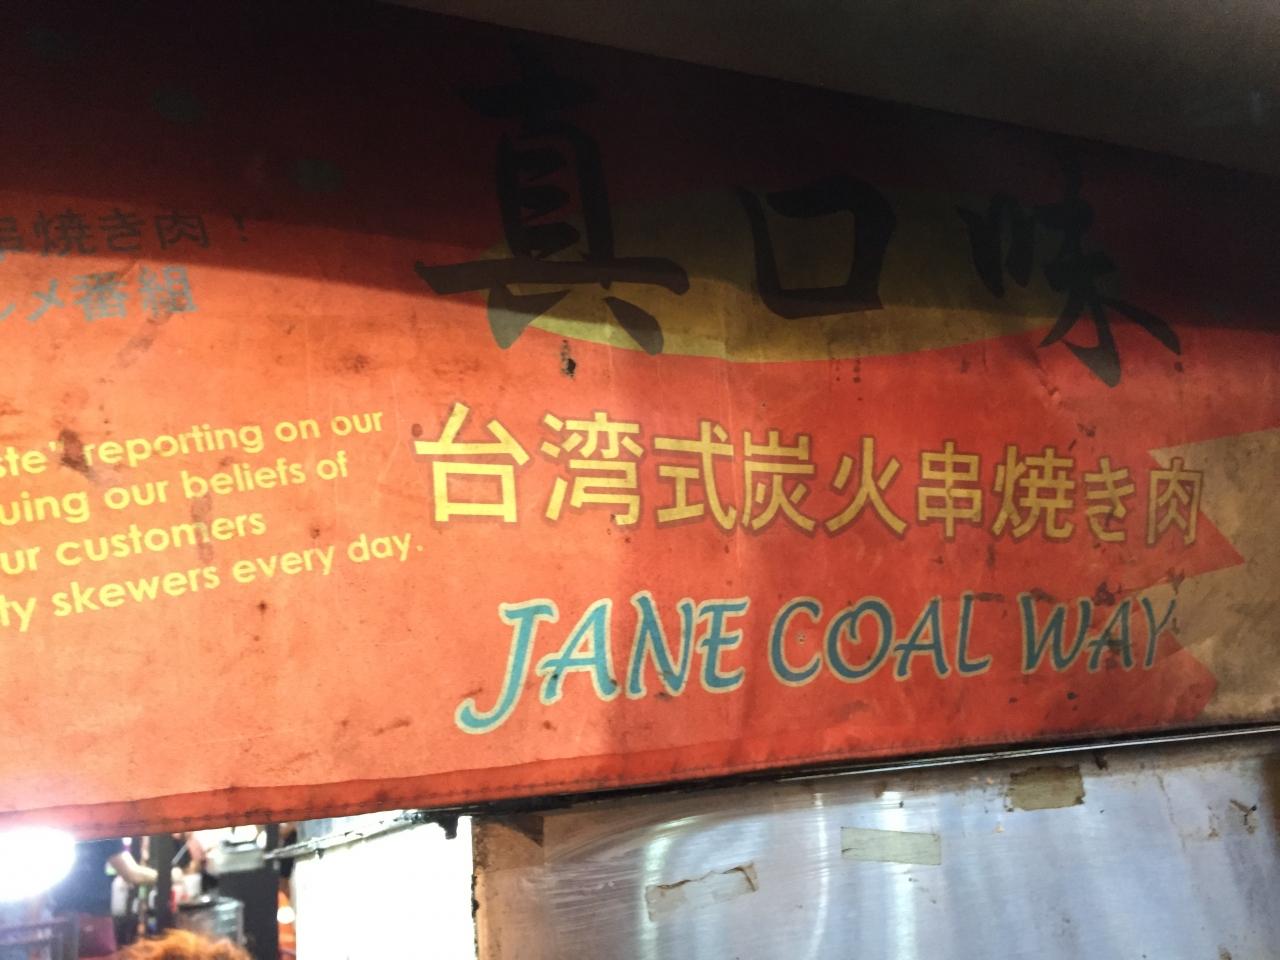 串焼き肉！
ルメ番組
ste" reporting on our
uing our beliefs of
ur customers
ty skewers every day.
真口味
台湾式炭火串焼き肉
JANE COAL WAY